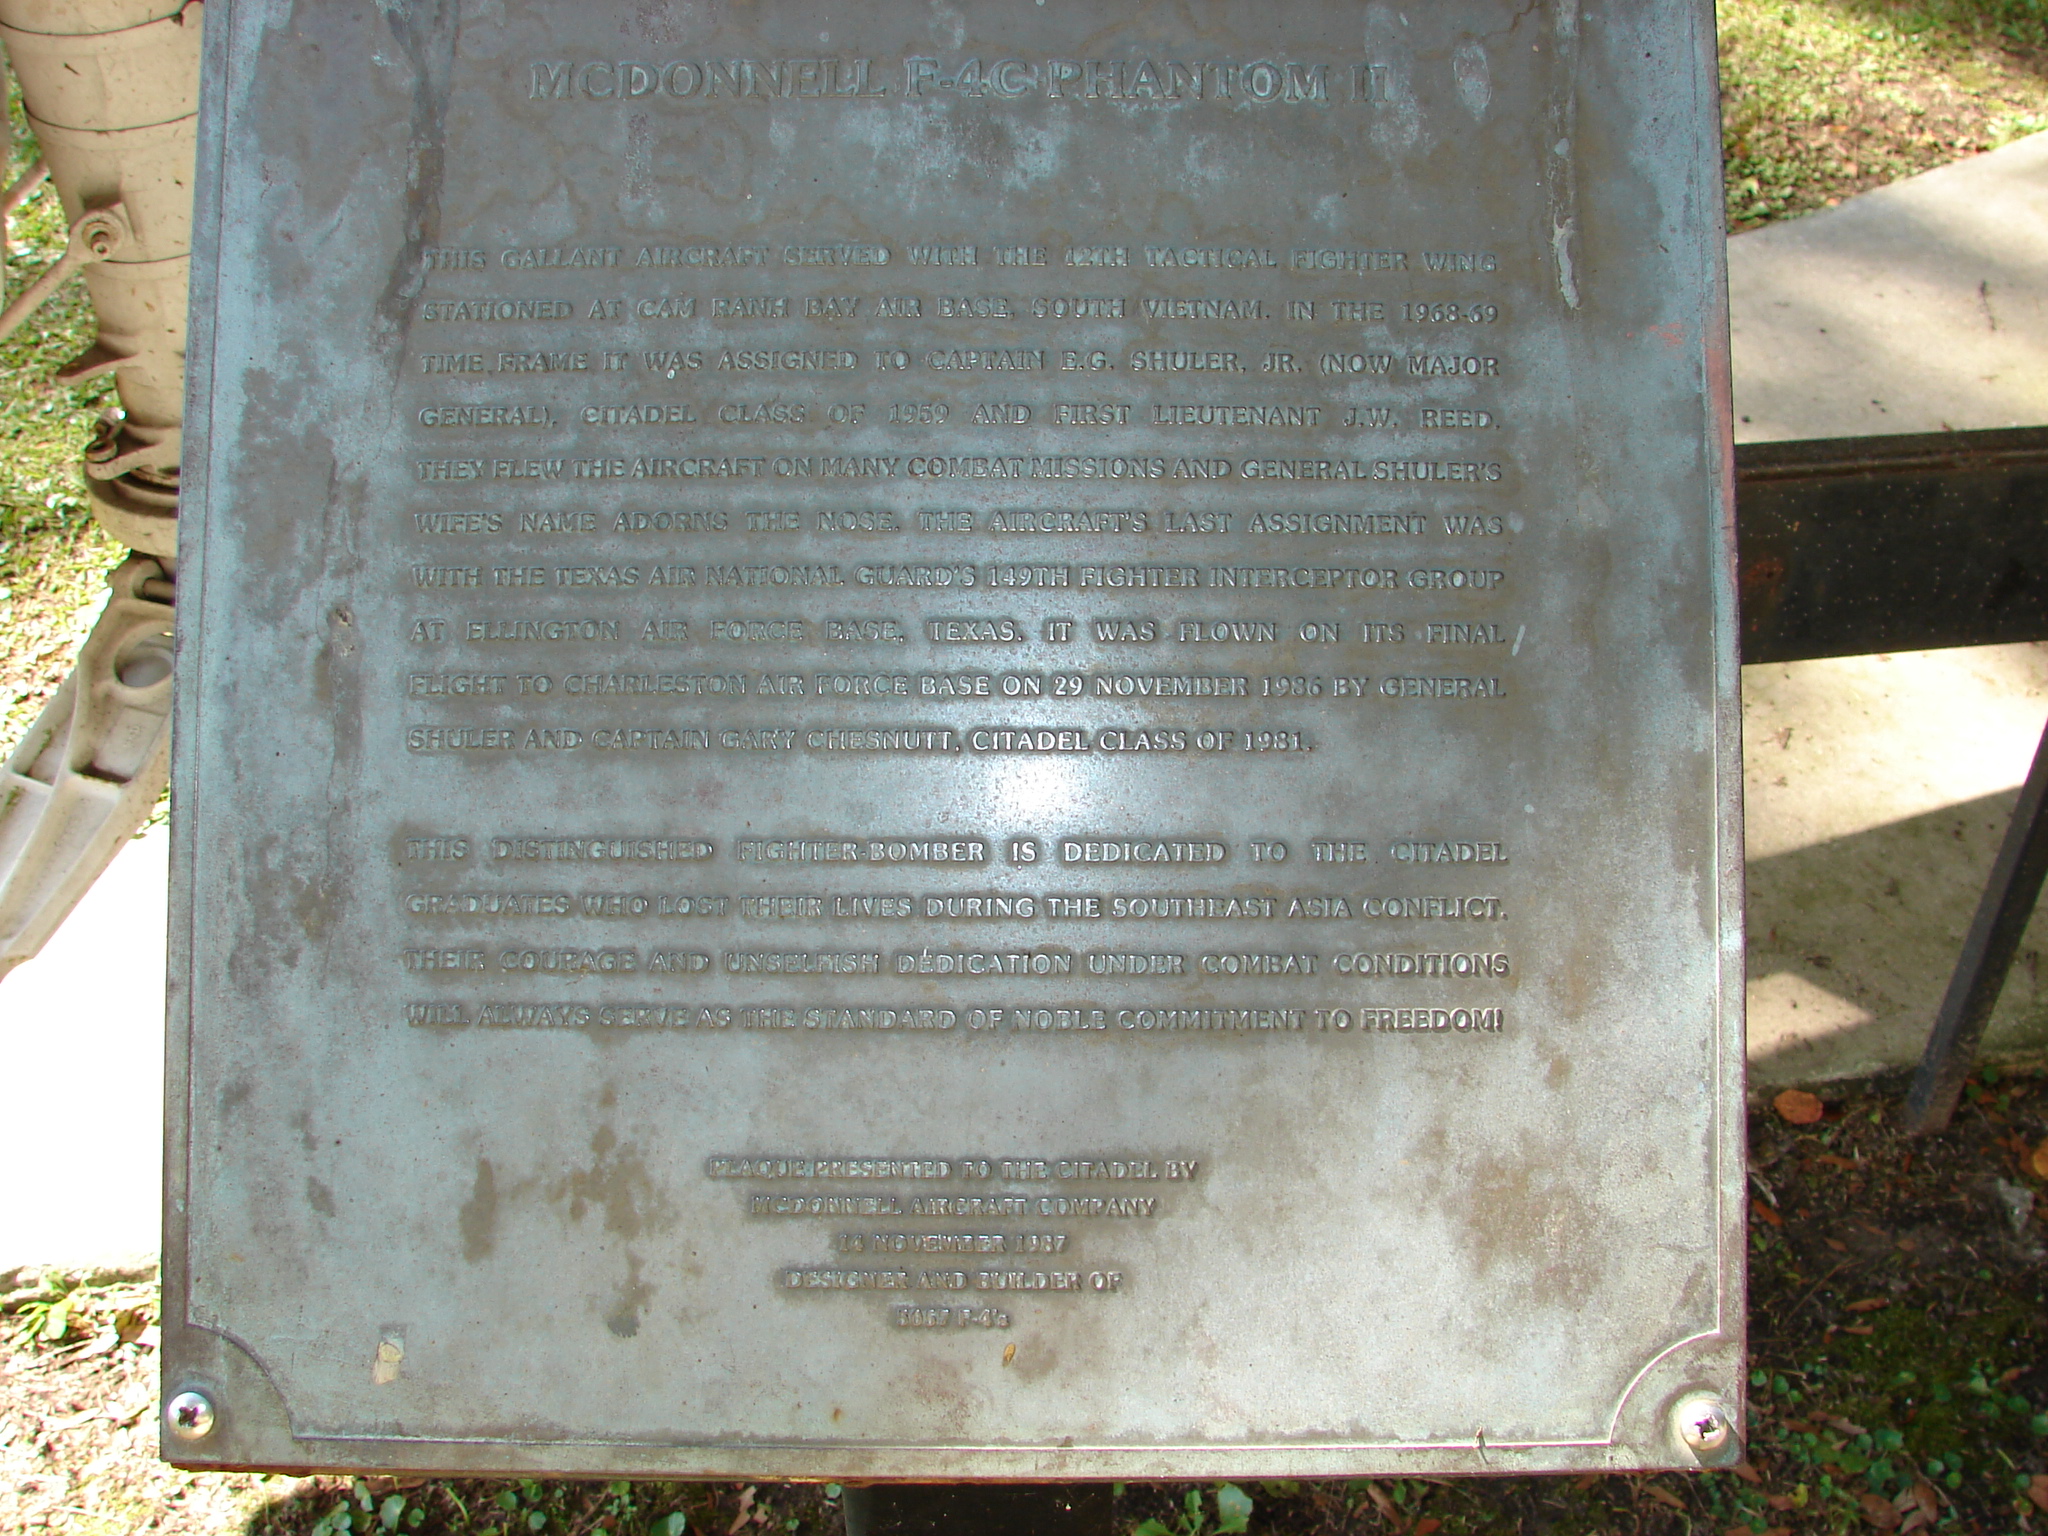 MCDONNELL F-4C PHANTOM II
THIS GALLANT AIRCRAFT SERVED WITH THE 12TH TACTICAL FIGHTER WING
STATIONED AT CAM RANH BAY AIR BASE, SOUTH VIETNAM. IN THE 1968-69
TIME FRAME IT WAS ASSIGNED TO CAPTAIN E.G. SHULER, JR. (NOW MAJOR
GENERAL), CITADEL CLASS OF 1959 AND FIRST LIEUTENANT J.W. REED.
THEY FLEW THE AIRCRAFT ON MANY COMBAT MISSIONS AND GENERAL SHULER'S
WIFE'S NAME ADORNS THE NOSE. THE AIRCRAFT'S LAST ASSIGNMENT WAS
WITH THE TEXAS AIR NATIONAL GUARD'S 149TH FIGHTER INTERCEPTOR GROUP
AT ELLINGTON AIR FORCE BASE, TEXAS. IT WAS FLOWN ON ITS FINAL
FLIGHT TO CHARLESTON AIR FORCE BASE ON 29 NOVEMBER 1986 BY GENERAL
SHULER AND CAPTAIN GARY CHESNUTT, CITADEL CLASS OF 1981.
THIS DISTINGUISHED FIGHTER-BOMBER IS DEDICATED TO THE CITADEL
GRADUATES WHO LOST THEIR LIVES DURING THE SOUTHEAST ASIA CONFLICT.
THEIR COURAGE AND UNSELFISH DEDICATION UNDER COMBAT CONDITIONS
WILL ALWAYS SERVE AS THE STANDARD OF NOBLE COMMITMENT TO FREEDOM!
PLAQUE PRESENTED TO THE CITADEL BY
MCDONNELL AIRCRAFT COMPANY
NOVEMBER 1987
DESIGNER AND BUILDER OF
F-4's